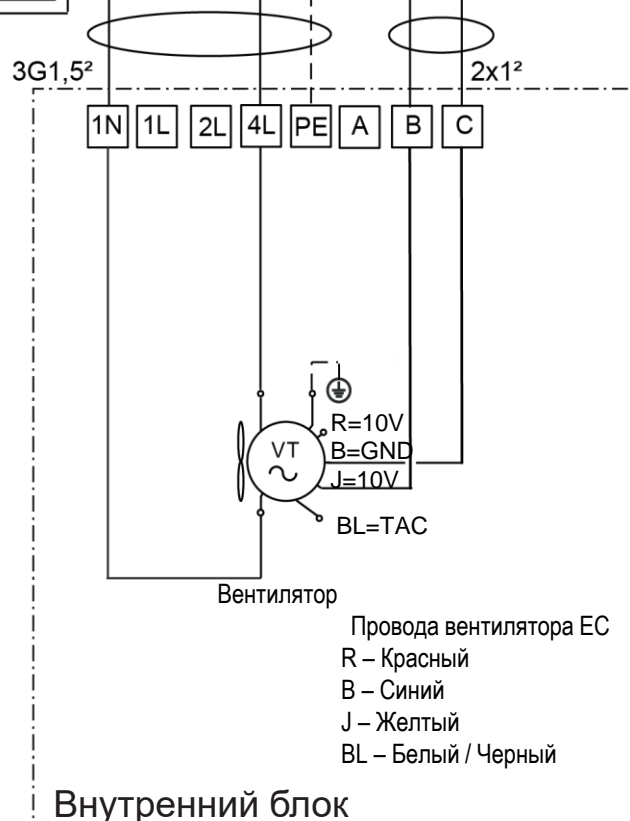 3G1,5² 2x1²
1N 1L 2L 4L PE A B C
R=10V
VT B=GND
J=10V
BL=TAC
Вентилятор
Провода вентилятора ЕС
R – Красный
B – Синий
J – Желтый
BL – Белый / Черный
Внутренний блок